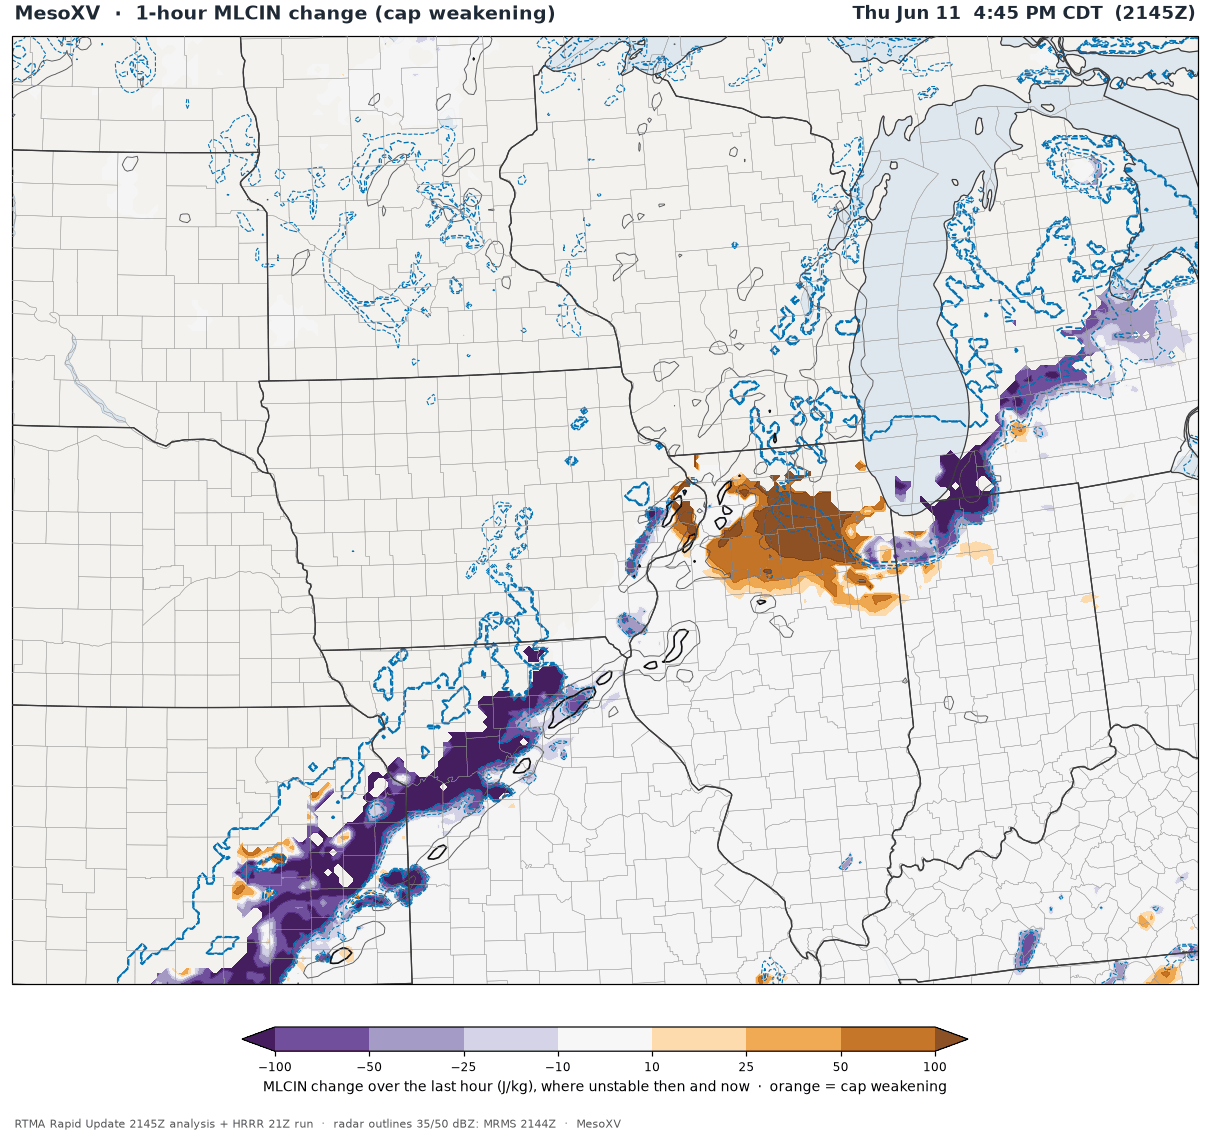 MesoXV · 1-hour MLCIN change (cap weakening)
Thu Jun 11 4:45 PM CDT (2145Z)
−100 −50 −25 −10 10 25 50 100
MLCIN change over the last hour (J/kg), where unstable then and now · orange = cap weakening
RTMA Rapid Update 2145Z analysis + HRRR 21Z run · radar outlines 35/50 dBZ: MRMS 2144Z · MesoXV